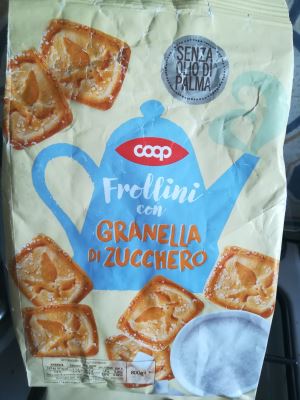 SENZA
OLIO DI
PALMA
coop
Frollini
con
GRANELLA
DI ZUCCHERO